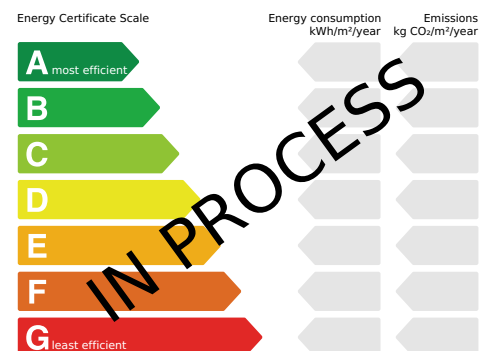 Energy Certificate Scale
Energy consumption
kWh/m²/year
Emissions
kg CO₂/m²/year
A most efficient
B
C
D
E
F
G least efficient
IN PROCESS